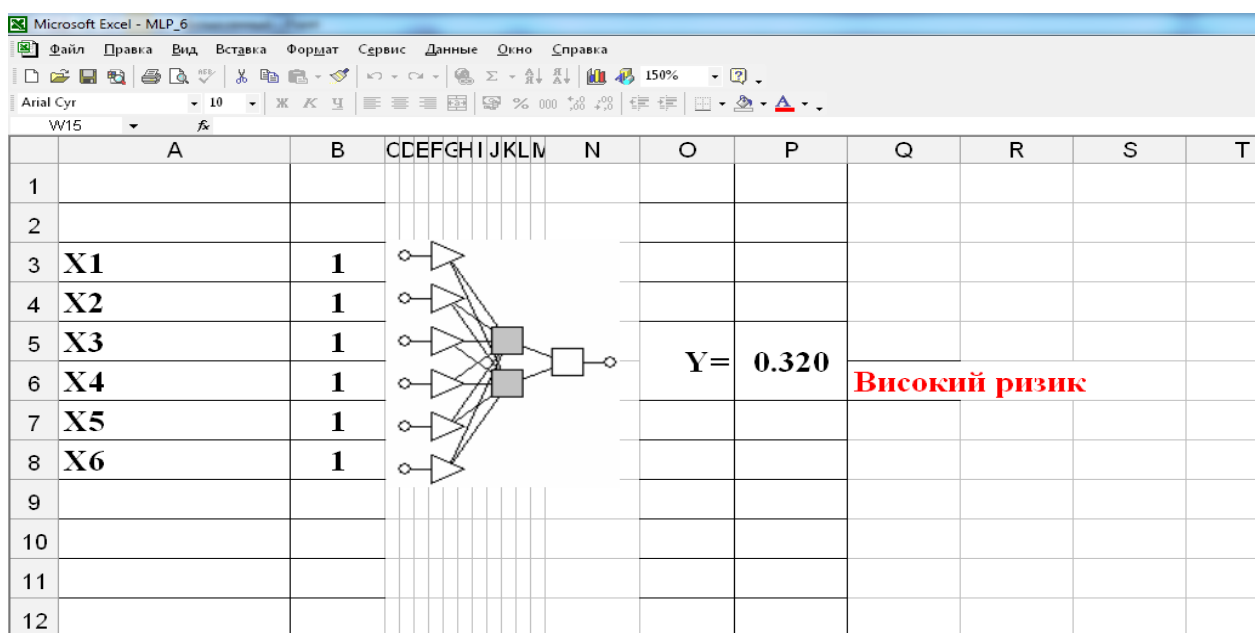 Microsoft Excel - MLP_6
Файл Правка Вид Вставка Формат Сервис Данные Окно Справка
150%
Arial Cyr 10 Ж К Ч % 000
W15 fx
A B C D E F G H I J K L M N O P Q R S T
1
2
3 X1 1
4 X2 1
5 X3 1
Y= 0.320
6 X4 1 Високий ризик
7 X5 1
8 X6 1
9
10
11
12